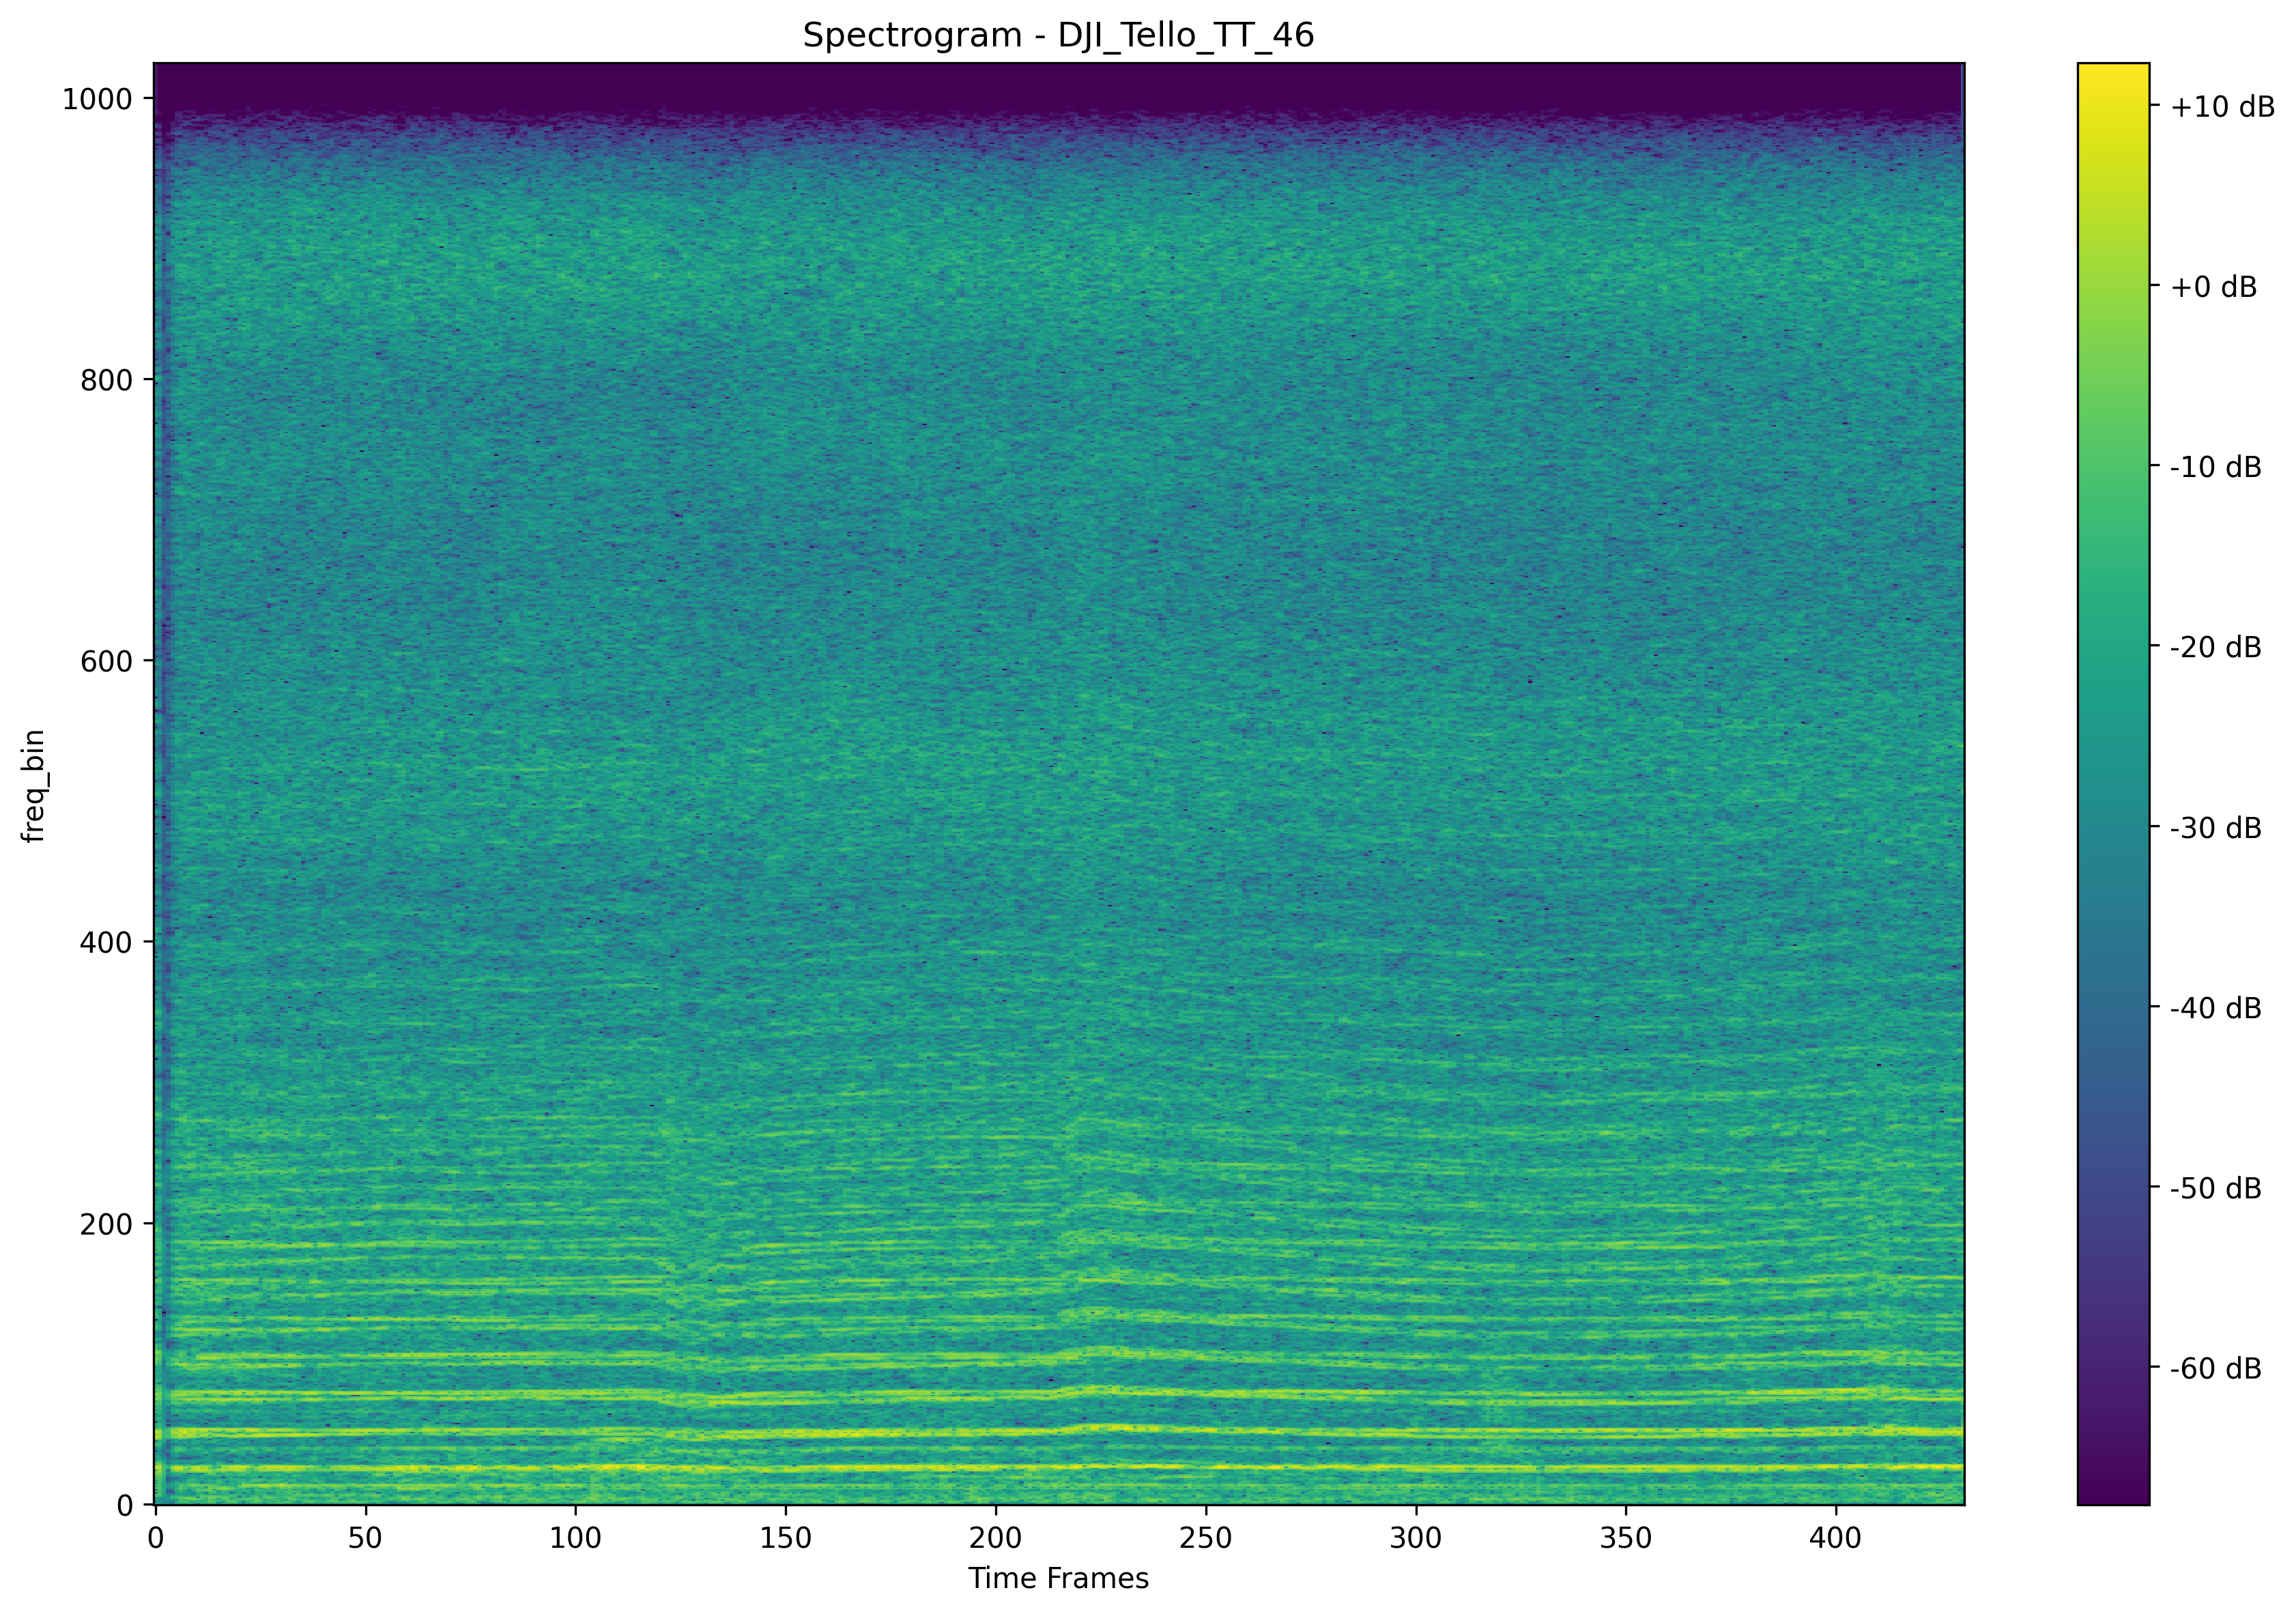 Spectrogram - DJI_Tello_TT_46
freq_bin
1000
800
600
400
200
0
0 50 100 150 200 250 300 350 400
Time Frames
+10 dB
+0 dB
-10 dB
-20 dB
-30 dB
-40 dB
-50 dB
-60 dB